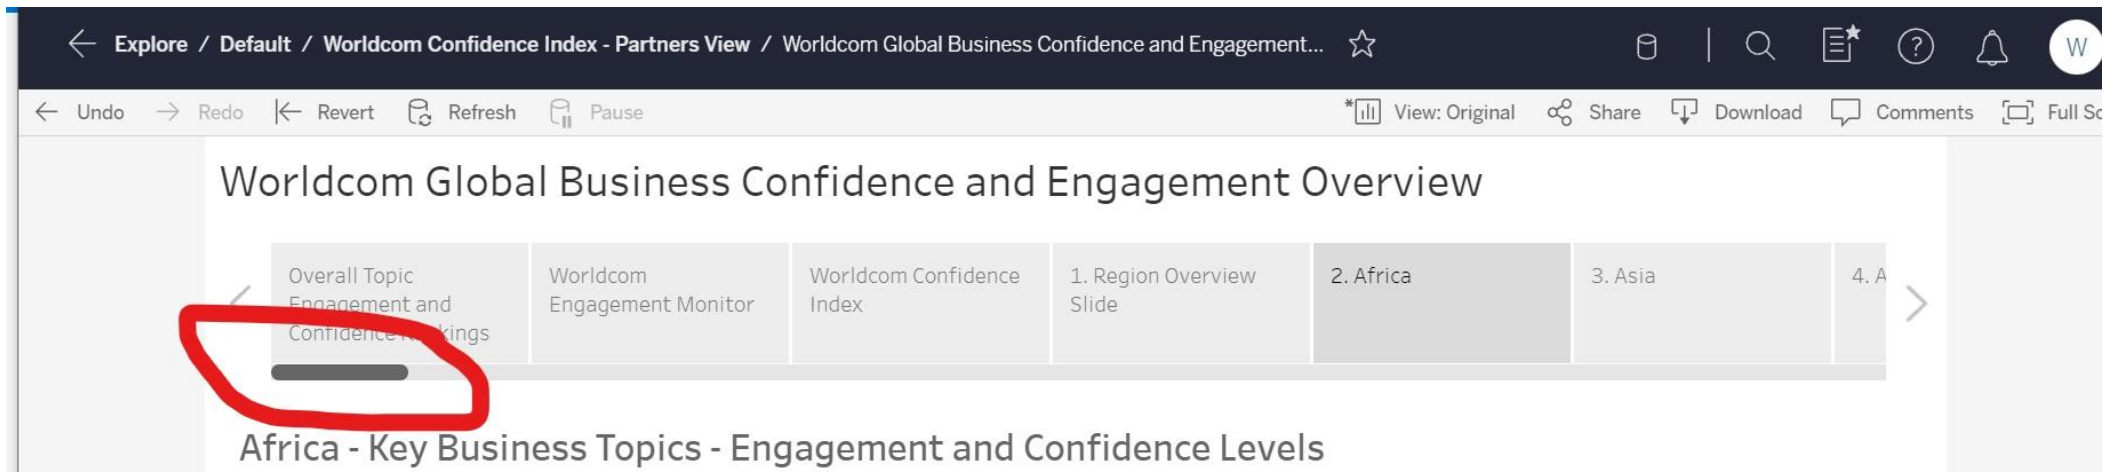 Explore / Default / Worldcom Confidence Index - Partners View / Worldcom Global Business Confidence and Engagement...
W
Undo Redo Revert Refresh Pause View: Original Share Download Comments Full Sc
Worldcom Global Business Confidence and Engagement Overview
Overall Topic
Engagement and
Confidence Rankings
Worldcom
Engagement Monitor
Worldcom Confidence
Index
1. Region Overview
Slide
2. Africa
3. Asia
4. A
Africa - Key Business Topics - Engagement and Confidence Levels